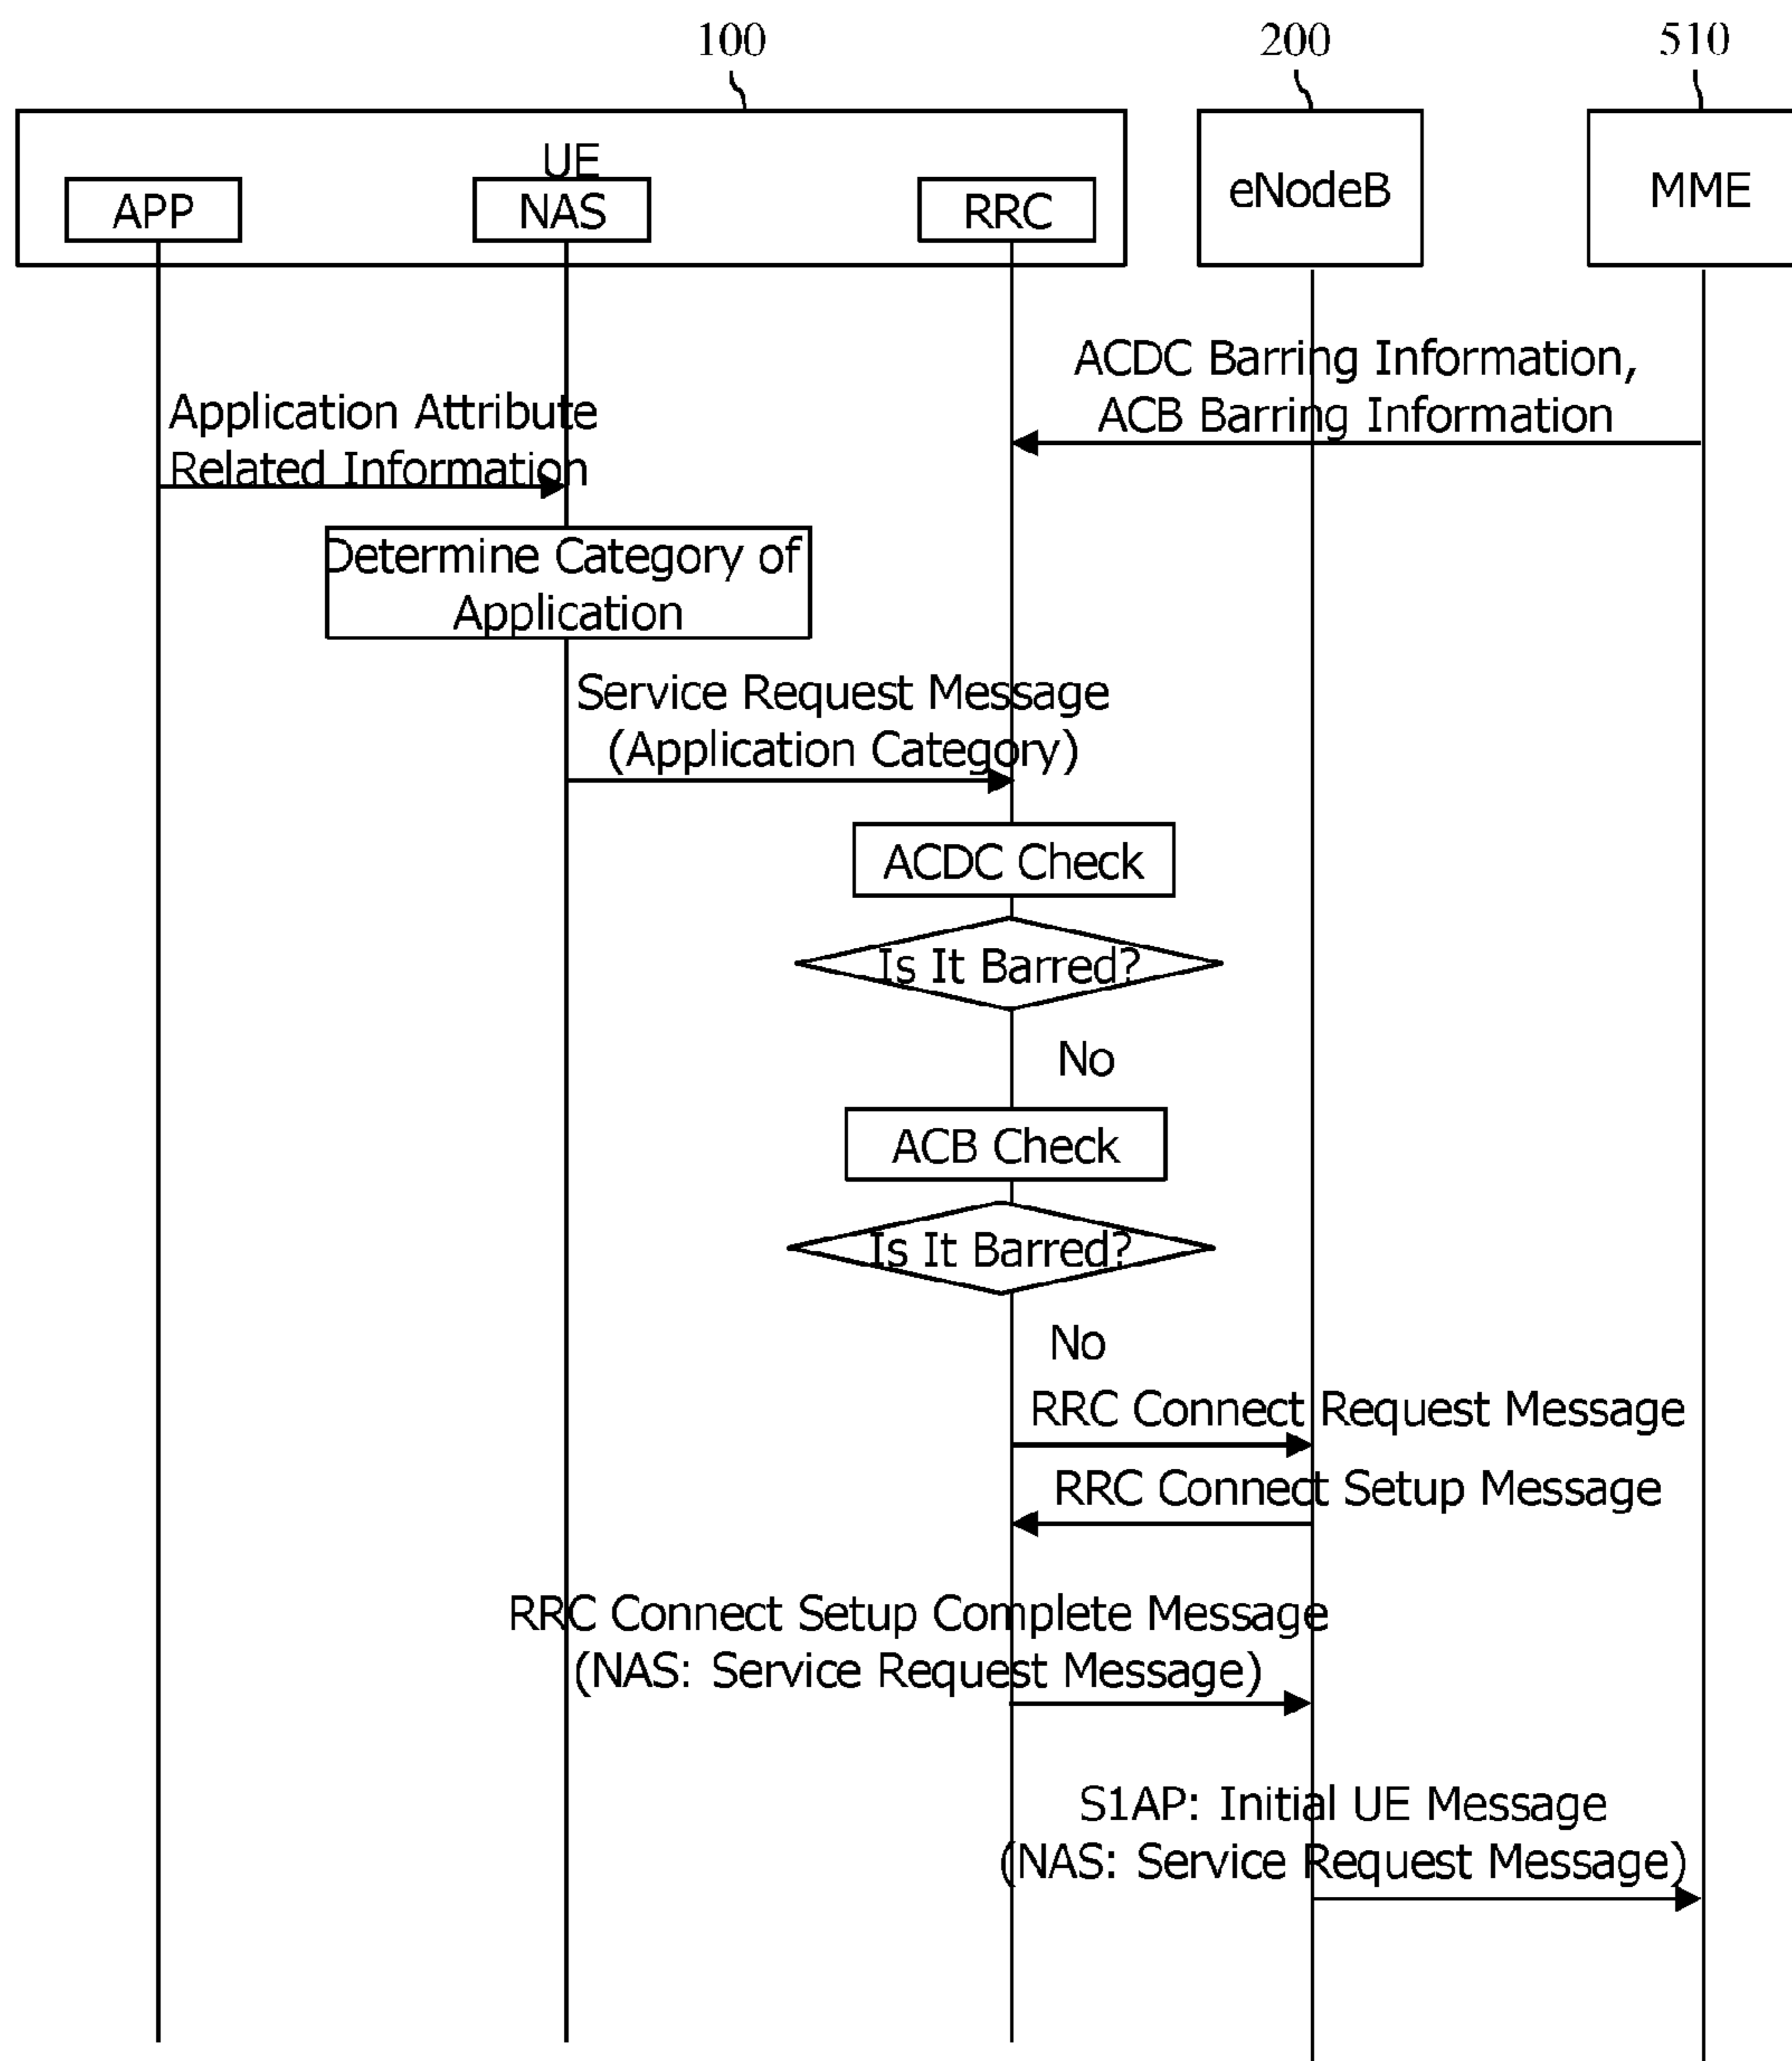 100
200
510
UE
APP
NAS
RRC
eNodeB
MME
ACDC Barring Information,
ACB Barring Information
Application Attribute
Related Information
Determine Category of
Application
Service Request Message
(Application Category)
ACDC Check
Is It Barred?
No
ACB Check
Is It Barred?
No
RRC Connect Request Message
RRC Connect Setup Message
RRC Connect Setup Complete Message
(NAS: Service Request Message)
S1AP: Initial UE Message
(NAS: Service Request Message)